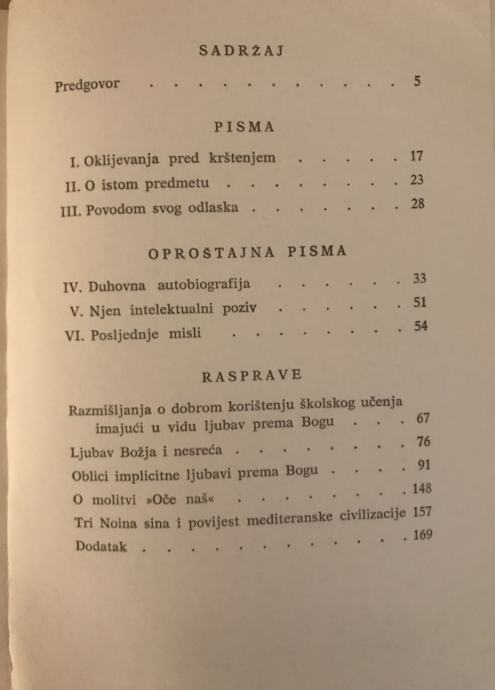 SADRŽAJ
Predgovor . . . . . . . . . . . 5
PISMA
I. Oklijevanja pred krštenjem . . . . . 17
II. O istom predmetu . . . . . . . . 23
III. Povodom svog odlaska . . . . . . . 28
OPROŠTAJNA PISMA
IV. Duhovna autobiografija . . . . . . 33
V. Njen intelektualni poziv . . . . . . 51
VI. Posljednje misli . . . . . . . . 54
RASPRAVE
Razmišljanja o dobrom korištenju školskog učenja
imajući u vidu ljubav prema Bogu . . . 67
Ljubav Božja i nesreća . . . . . . . . 76
Oblici implicitne ljubavi prema Bogu . . . . 91
O molitvi »Oče naš« . . . . . . . . 148
Tri Noina sina i povijest mediteranske civilizacije 157
Dodatak . . . . . . . . . . . . 169